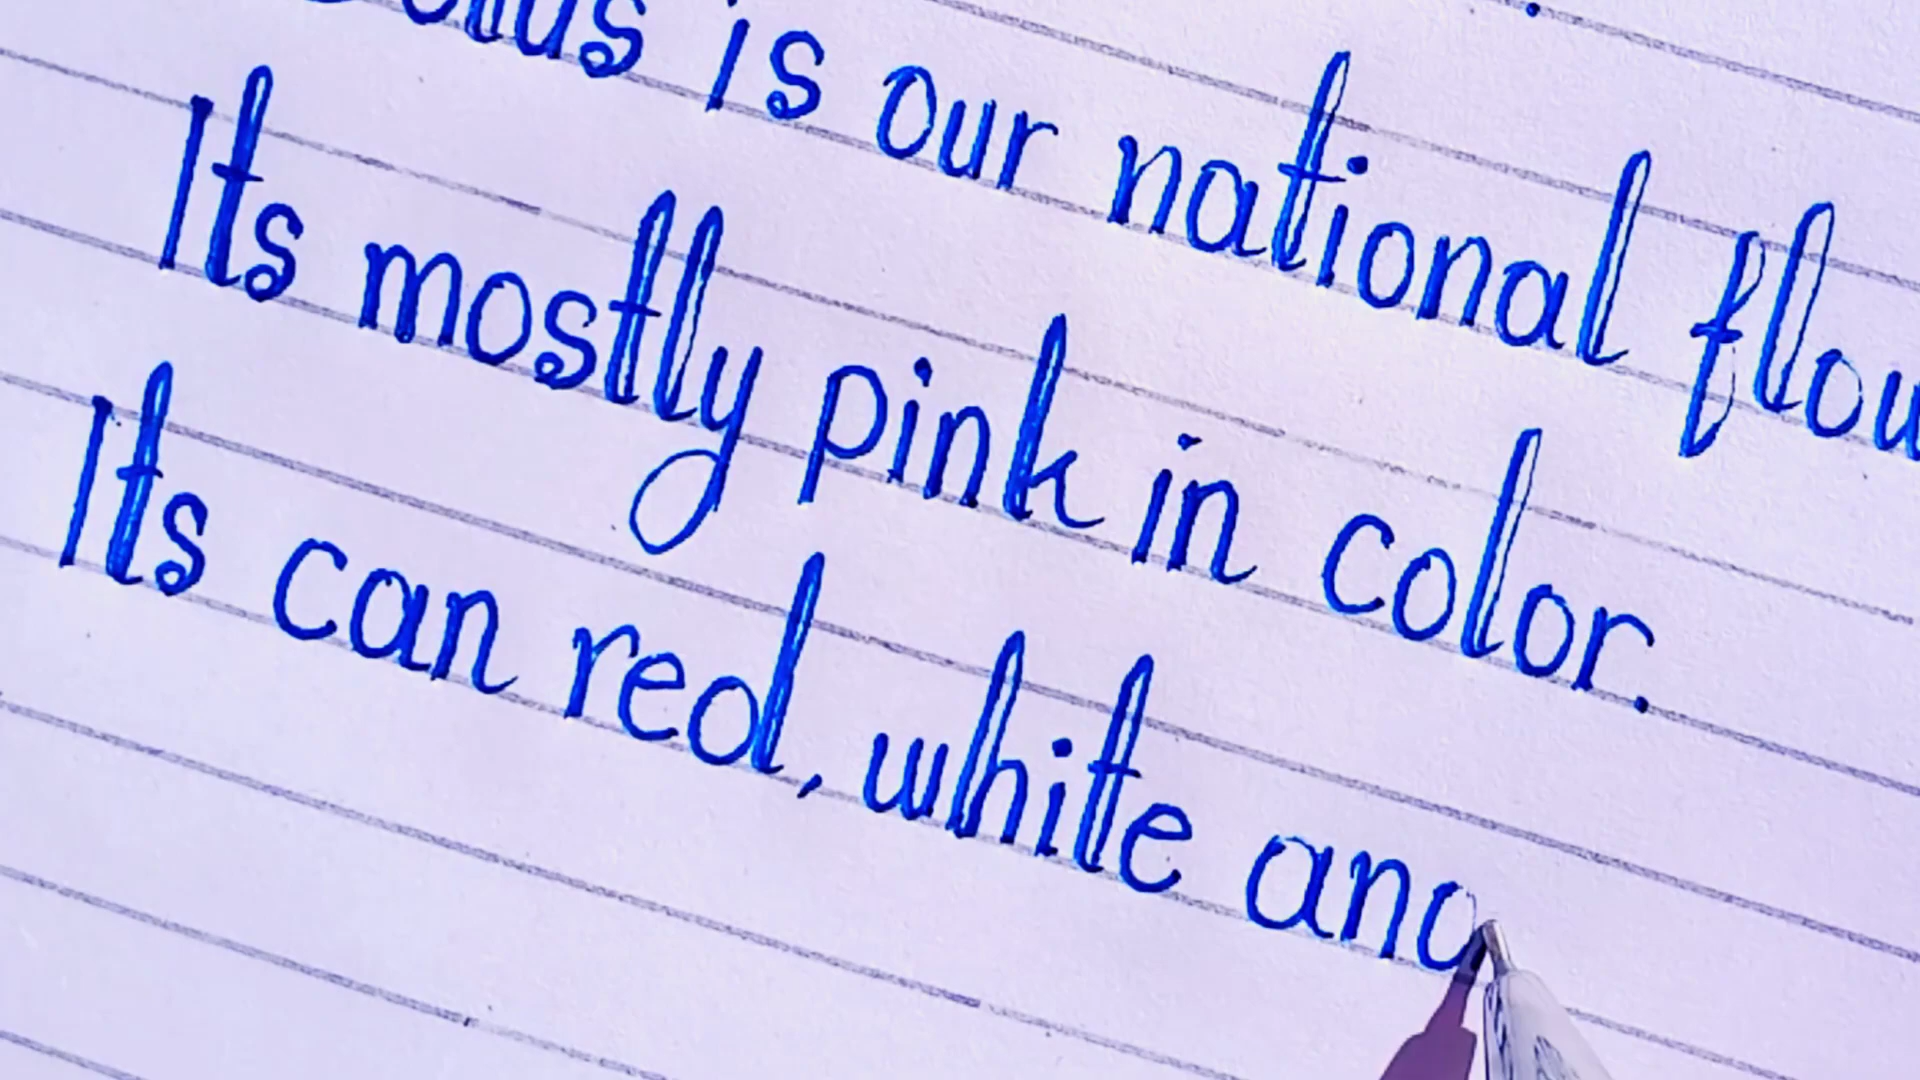 is our national
Its mostly pink in color.
Its can red, white